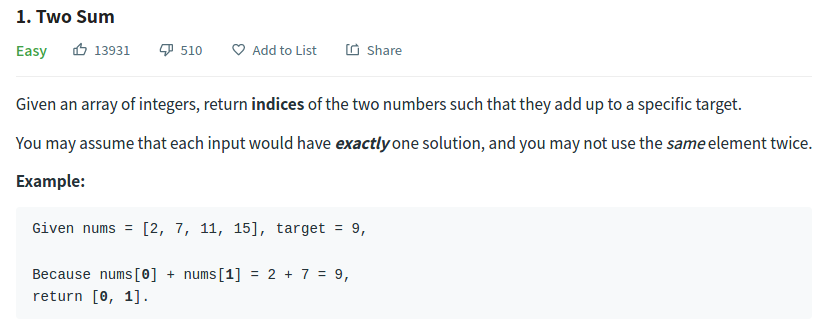 1. Two Sum
Easy 13931 510 Add to List Share
Given an array of integers, return indices of the two numbers such that they add up to a specific target.
You may assume that each input would have exactly one solution, and you may not use the same element twice.
Example:
Given nums = [2, 7, 11, 15], target = 9,
Because nums[0] + nums[1] = 2 + 7 = 9,
return [0, 1].